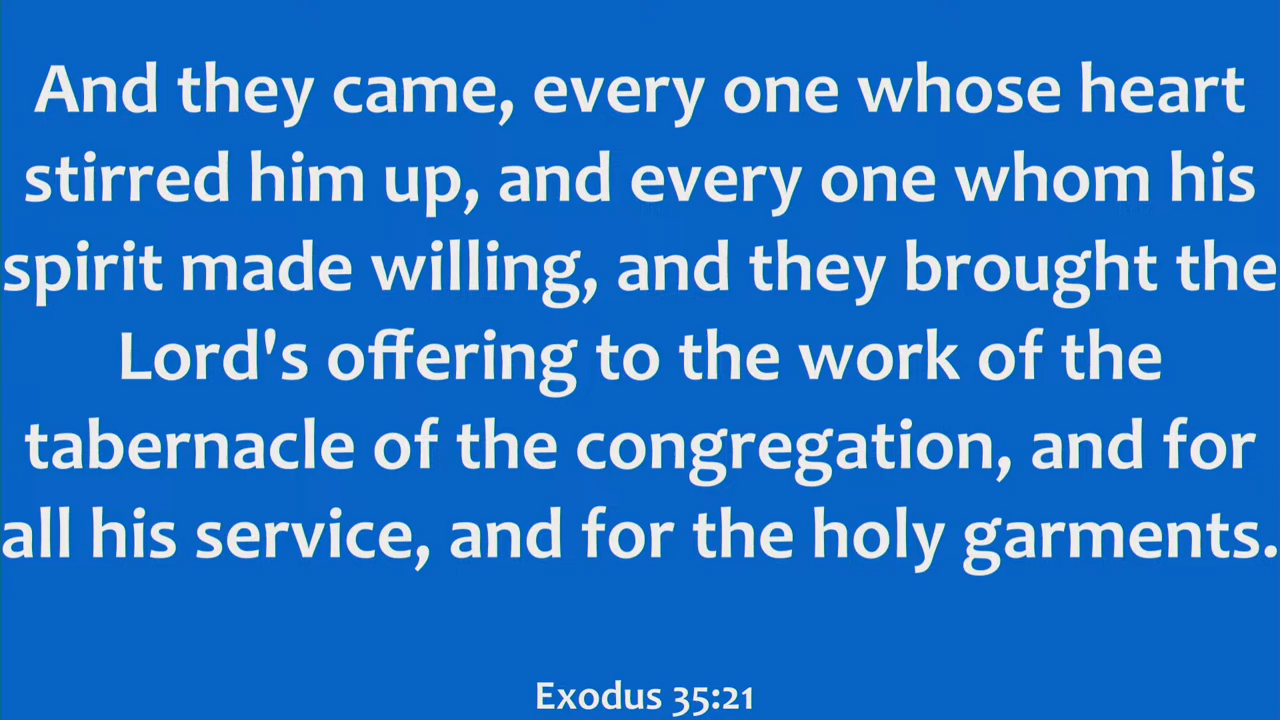 And they came, every one whose heart
stirred him up, and every one whom his
spirit made willing, and they brought the
Lord's offering to the work of the
tabernacle of the congregation, and for
all his service, and for the holy garments.
Exodus 35:21